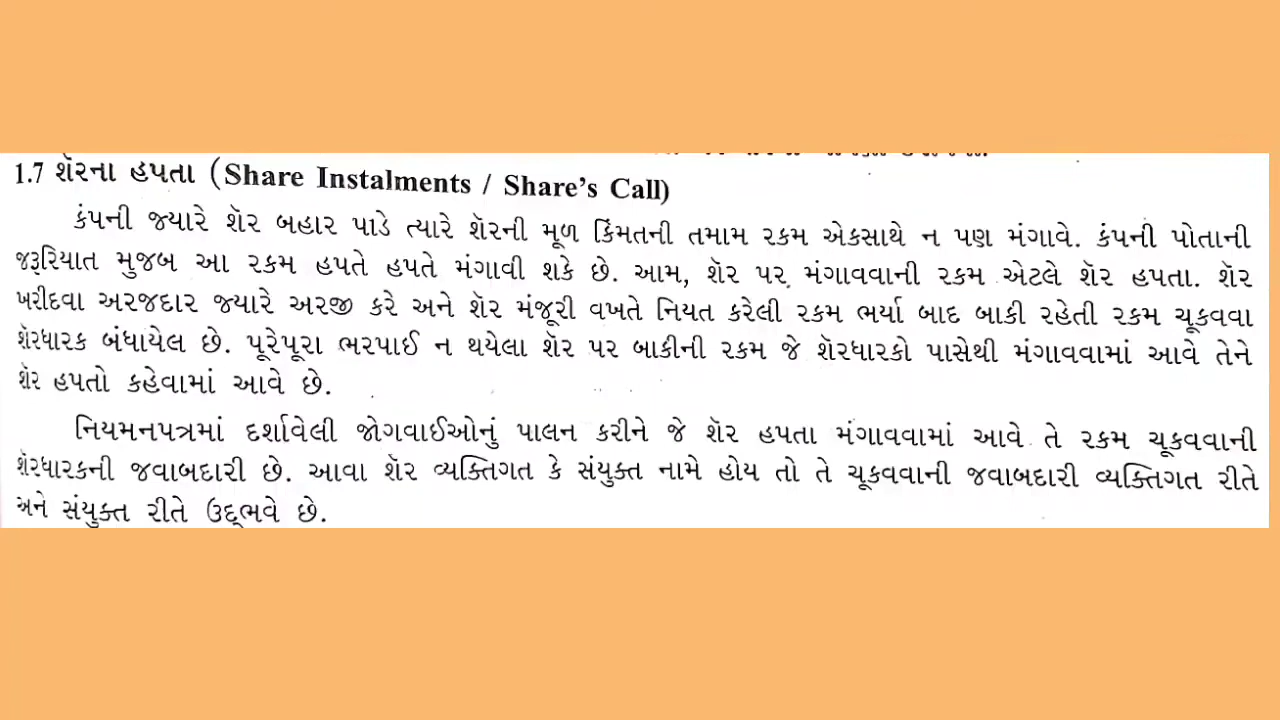 1.7 શૅરના હપતા (Share Instalments / Share's Call)
કંપની જ્યારે શૅર બહાર પાડે ત્યારે શૅરની મૂળ કિંમતની તમામ રકમ એકસાથે ન પણ મંગાવે. કંપની પોતાની
જરૂરિયાત મુજબ આ રકમ હપતે હપતે મંગાવી શકે છે. આમ, શૅર પર મંગાવવાની રકમ એટલે શૅર હપતા. શૅર
ખરીદવા અરજદાર જ્યારે અરજી કરે અને શૅર મંજૂરી વખતે નિયત કરેલી રકમ ભર્યા બાદ બાકી રહેતી રકમ ચૂકવવા
શૅરધારક બંધાયેલ છે. પૂરેપૂરા ભરપાઈ ન થયેલા શૅર પર બાકીની રકમ જે શૅરધારકો પાસેથી મંગાવવામાં આવે તેને
શૅર હપતો કહેવામાં આવે છે.
નિયમનપત્રમાં દર્શાવેલી જોગવાઈઓનું પાલન કરીને જે શૅર હપતા મંગાવવામાં આવે તે રકમ ચૂકવવાની
શૅરધારકની જવાબદારી છે. આવા શૅર વ્યક્તિગત કે સંયુક્ત નામે હોય તો તે ચૂકવવાની જવાબદારી વ્યક્તિગત રીતે
અને સંયુક્ત રીતે ઉદ્ભવે છે.